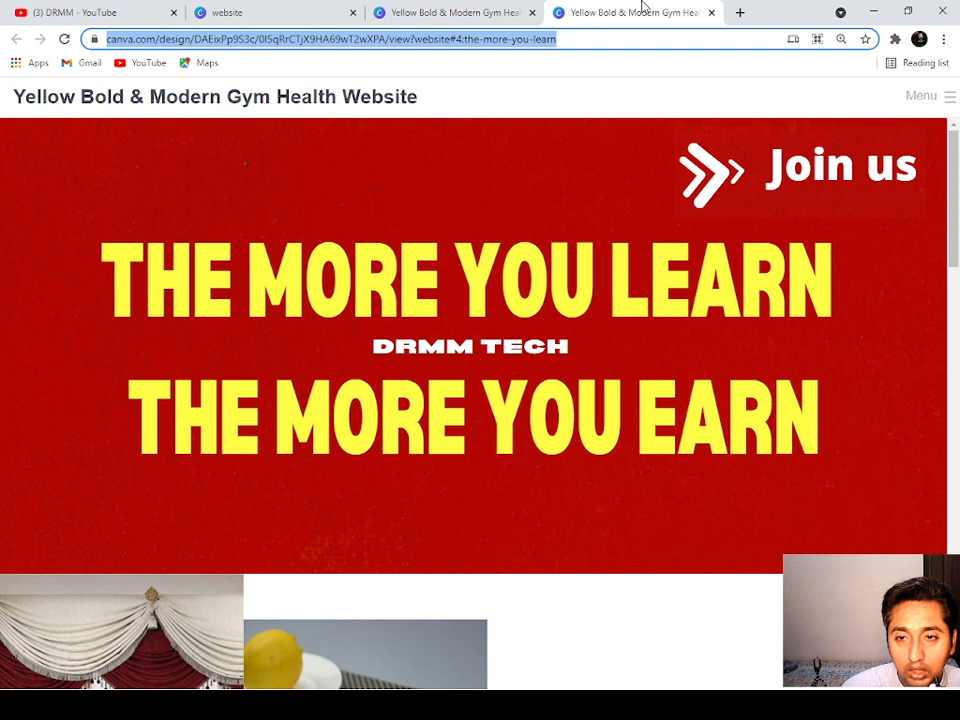 (3) DRMM - YouTube
website
Yellow Bold & Modern Gym Health
Yellow Bold & Modern Gym Heal
canva.com/design/DAEixPp9S3c/0I5qRrCTjX9HA69wT2wXPA/view?website#4:the-more-you-learn
Apps
Gmail
YouTube
Maps
Reading list
Yellow Bold & Modern Gym Health Website
Menu
Join us
THE MORE YOU LEARN
DRMM TECH
THE MORE YOU EARN